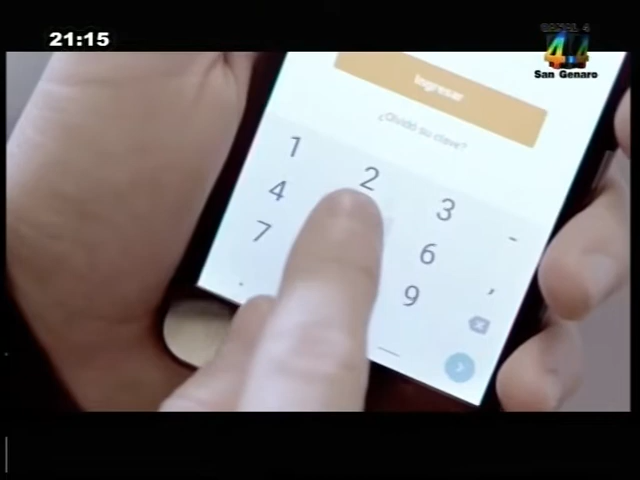 21:15
CANAL 4
4
San Genaro
Ingresar
¿Olvidó su clave?
1 2 3 -
4 6 ,
7 9
.